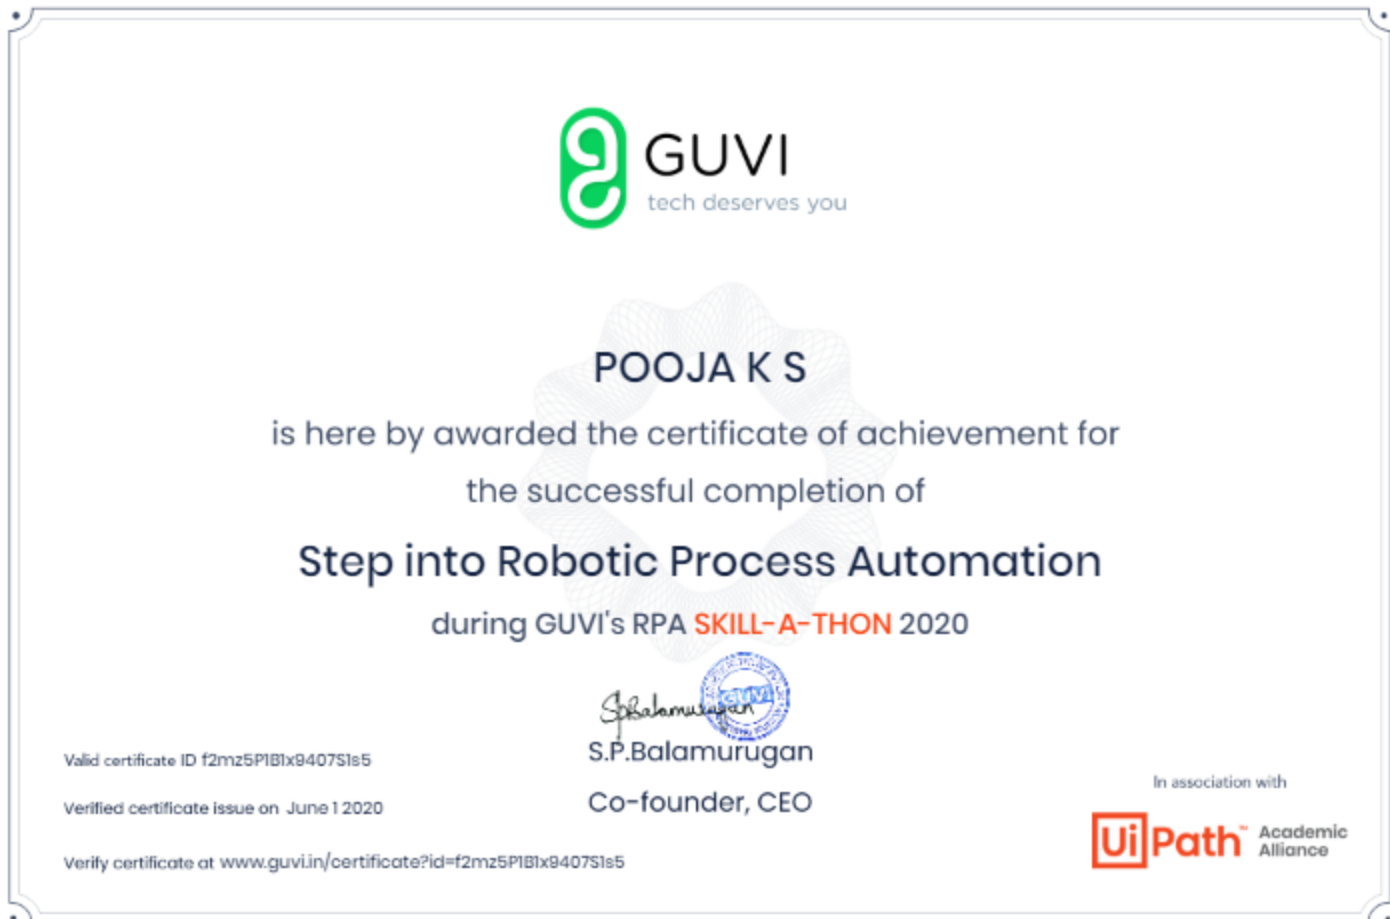 GUVI
tech deserves you
POOJA K S
is here by awarded the certificate of achievement for
the successful completion of
Step into Robotic Process Automation
during GUVI's RPA SKILL-A-THON 2020
SpBalamurugan
GUVI
S.P.Balamurugan
Co-founder, CEO
Valid certificate ID f2mz5P1B1x9407S1s5
Verified certificate issue on June 1 2020
Verify certificate at www.guvi.in/certificate?id=f2mz5P1B1x9407S1s5
In association with
UiPath™ Academic
Alliance